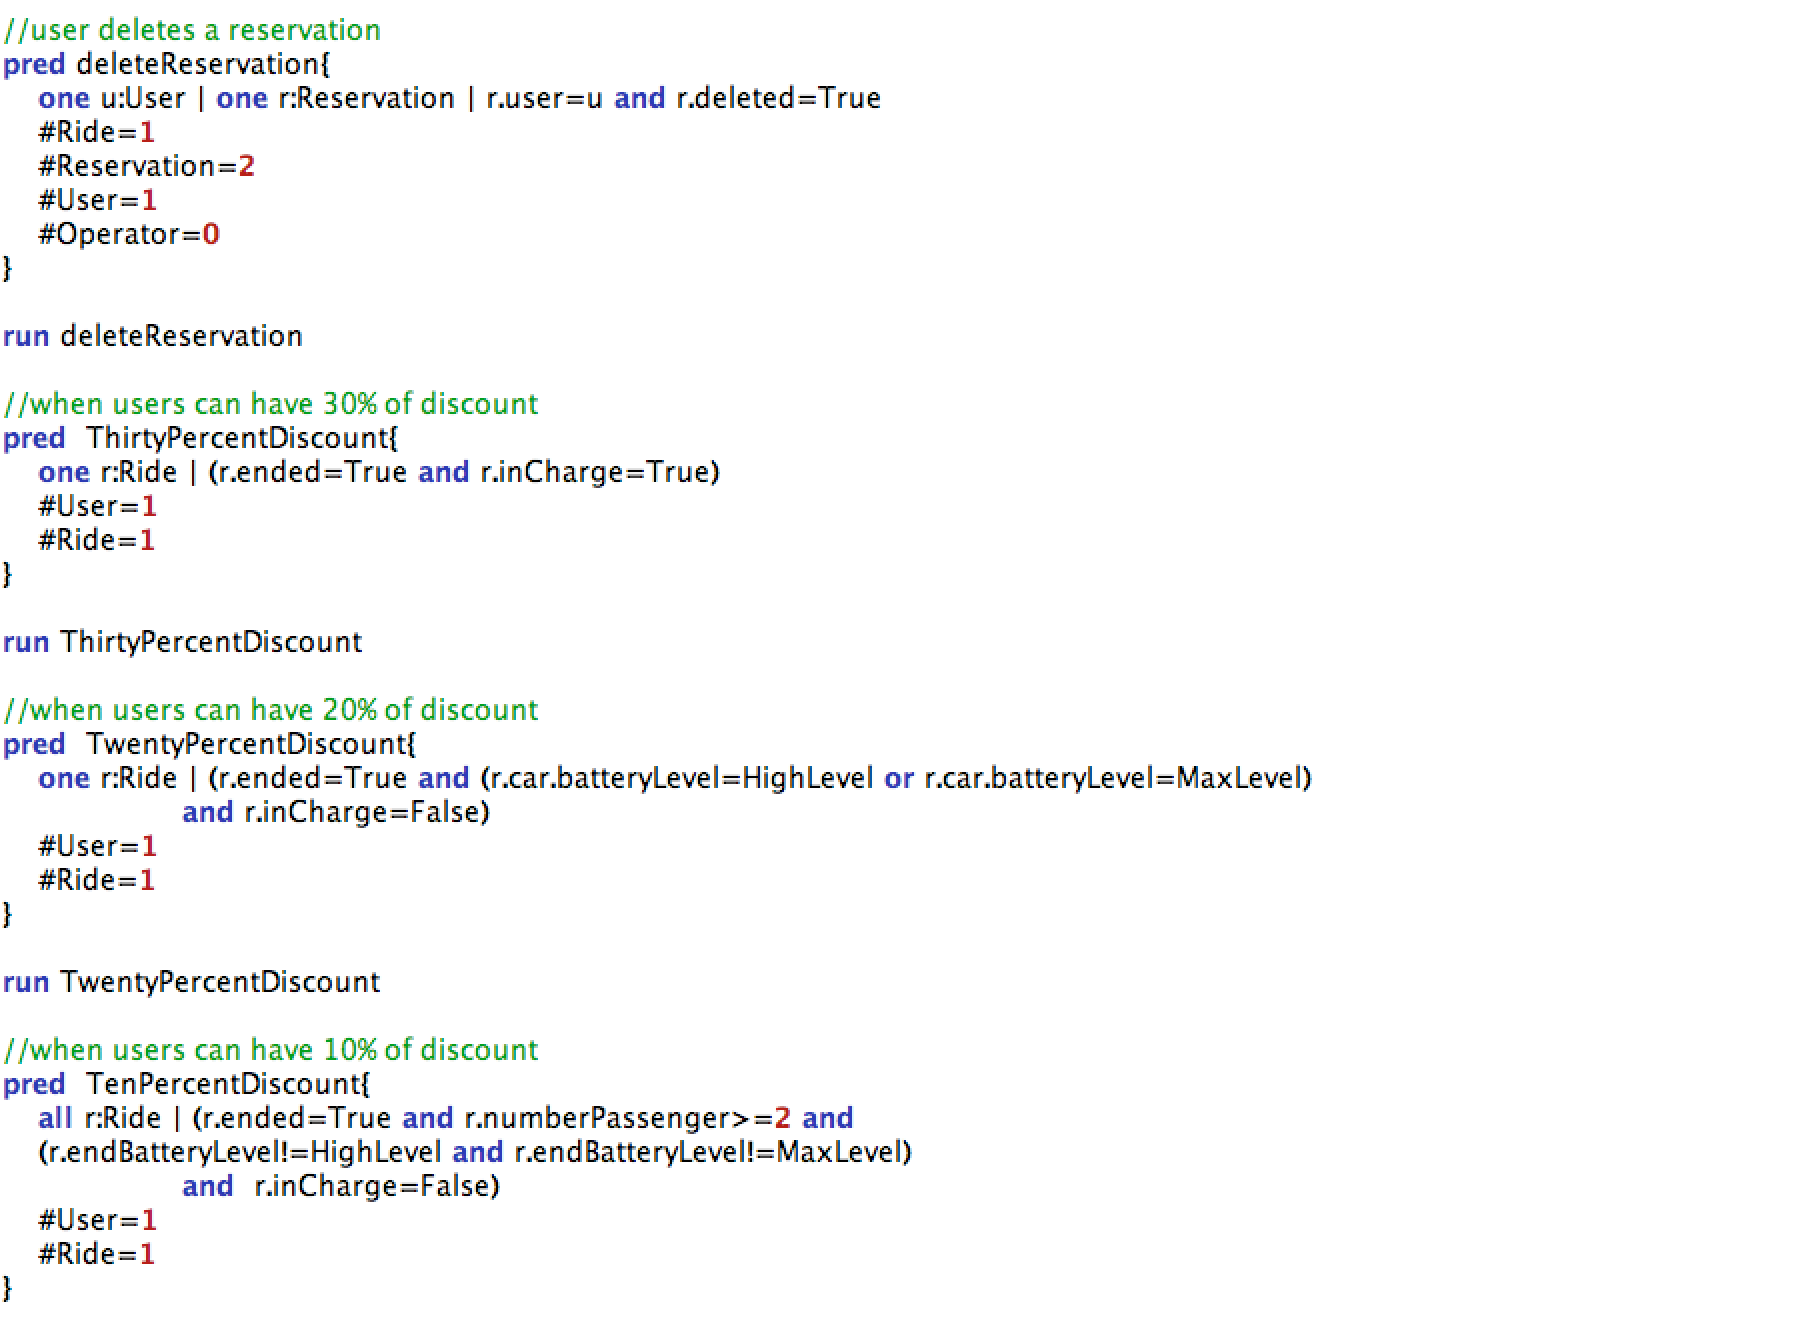 //user deletes a reservation
pred deleteReservation{
one u:User | one r:Reservation | r.user=u and r.deleted=True
#Ride=1
#Reservation=2
#User=1
#Operator=0
}
run deleteReservation
//when users can have 30% of discount
pred  ThirtyPercentDiscount{
one r:Ride | (r.ended=True and r.inCharge=True)
#User=1
#Ride=1
}
run ThirtyPercentDiscount
//when users can have 20% of discount
pred  TwentyPercentDiscount{
one r:Ride | (r.ended=True and (r.car.batteryLevel=HighLevel or r.car.batteryLevel=MaxLevel)
and r.inCharge=False)
#User=1
#Ride=1
}
run TwentyPercentDiscount
//when users can have 10% of discount
pred  TenPercentDiscount{
all r:Ride | (r.ended=True and r.numberPassenger>=2 and
(r.endBatteryLevel!=HighLevel and r.endBatteryLevel!=MaxLevel)
and  r.inCharge=False)
#User=1
#Ride=1
}